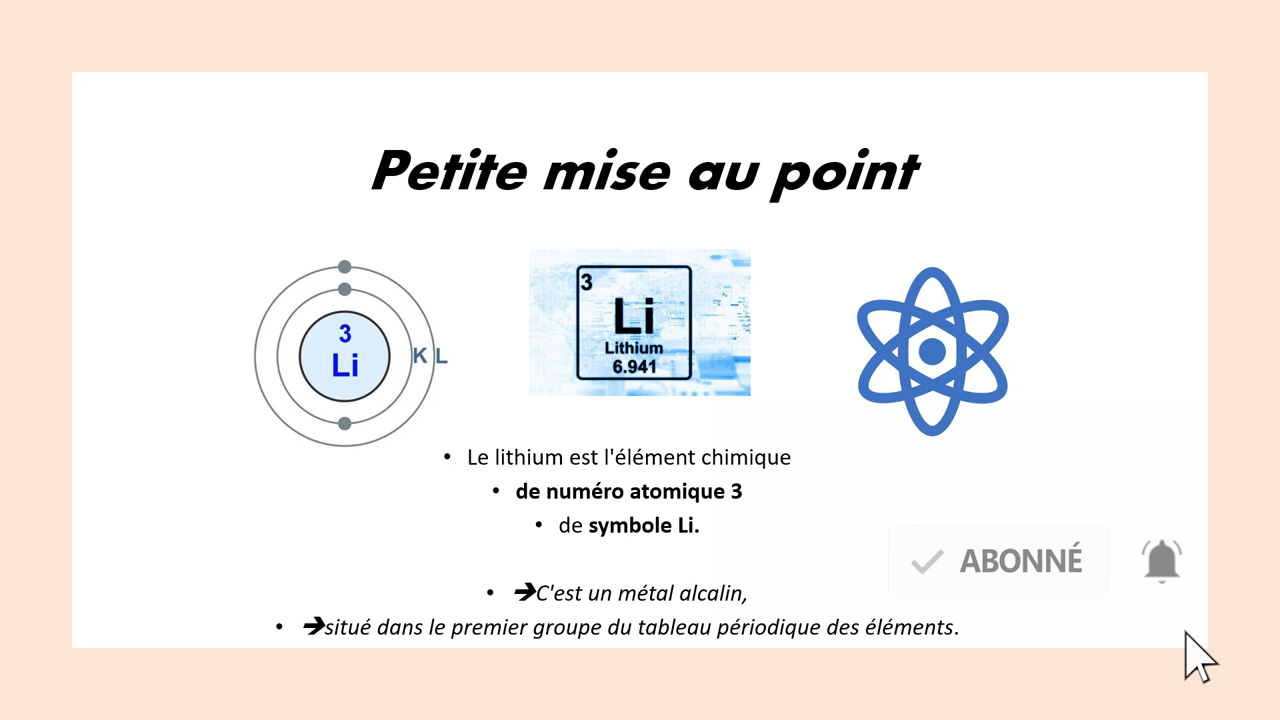 Petite mise au point
3
Li
K L
3
Li
Lithium
6.941
• Le lithium est l'élément chimique
• de numéro atomique 3
• de symbole Li.
ABONNÉ
• ➔C'est un métal alcalin,
• ➔situé dans le premier groupe du tableau périodique des éléments.